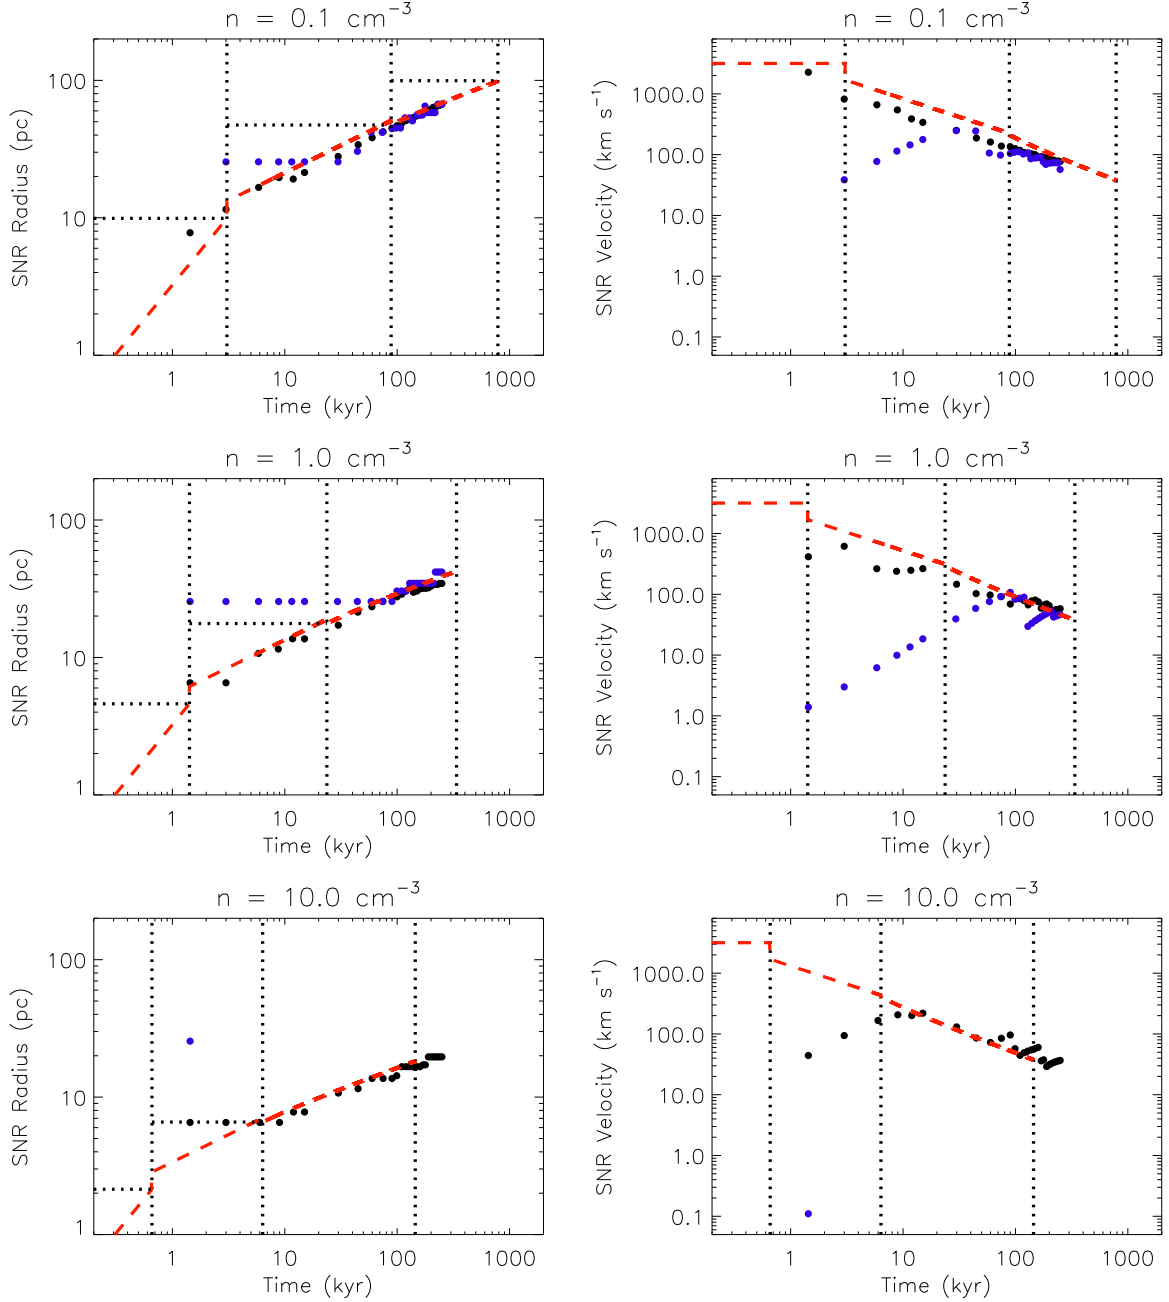 n = 0.1 cm⁻³
n = 0.1 cm⁻³
SNR Radius (pc)
100
10
1
1 10 100 1000
Time (kyr)
SNR Velocity (km s⁻¹)
1000.0
100.0
10.0
1.0
0.1
1 10 100 1000
Time (kyr)
n = 1.0 cm⁻³
n = 1.0 cm⁻³
SNR Radius (pc)
100
10
1
1 10 100 1000
Time (kyr)
SNR Velocity (km s⁻¹)
1000.0
100.0
10.0
1.0
0.1
1 10 100 1000
Time (kyr)
n = 10.0 cm⁻³
n = 10.0 cm⁻³
SNR Radius (pc)
100
10
1
1 10 100 1000
Time (kyr)
SNR Velocity (km s⁻¹)
1000.0
100.0
10.0
1.0
0.1
1 10 100 1000
Time (kyr)